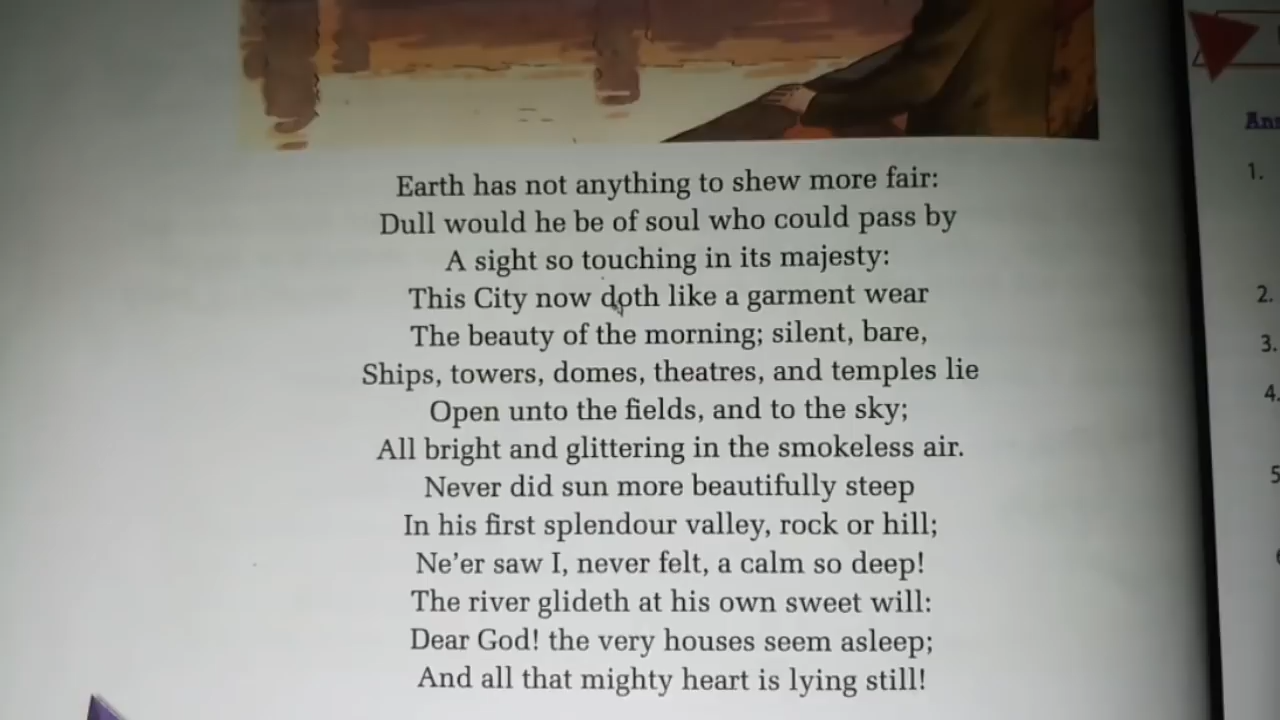 Earth has not anything to shew more fair:
Dull would he be of soul who could pass by
A sight so touching in its majesty:
This City now doth like a garment wear
The beauty of the morning; silent, bare,
Ships, towers, domes, theatres, and temples lie
Open unto the fields, and to the sky;
All bright and glittering in the smokeless air.
Never did sun more beautifully steep
In his first splendour valley, rock or hill;
Ne'er saw I, never felt, a calm so deep!
The river glideth at his own sweet will:
Dear God! the very houses seem asleep;
And all that mighty heart is lying still!
1.
2.
3.
4.
5